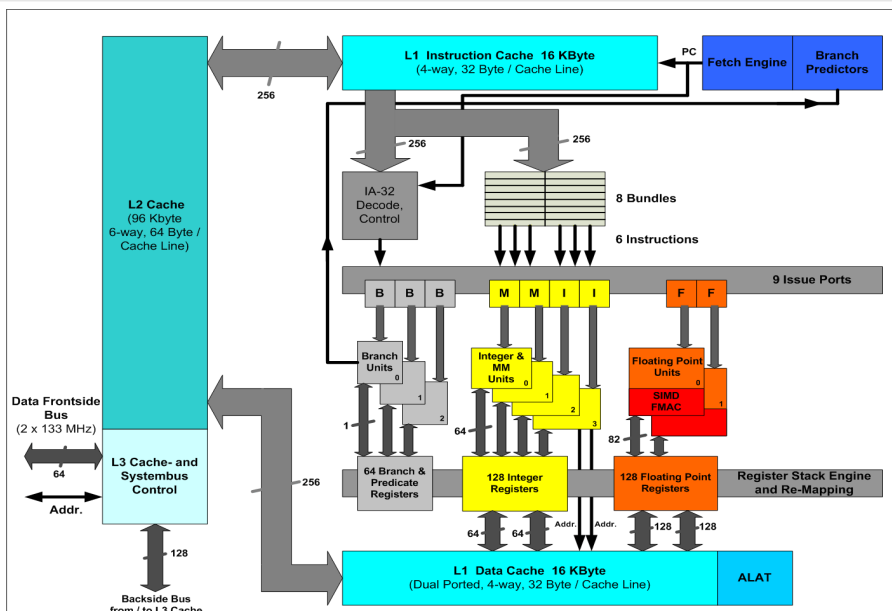 L1 Instruction Cache 16 KByte
(4-way, 32 Byte / Cache Line)
PC
Fetch Engine
Branch
Predictors
256
256
256
L2 Cache
(96 Kbyte
6-way, 64 Byte /
Cache Line)
IA-32
Decode,
Control
8 Bundles
6 Instructions
9 Issue Ports
B B B
M M I I
F F
Branch
Units
0
1
2
Integer &
MM
Units
0
1
2
3
Floating Point
Units
0
SIMD
FMAC
1
Data Frontside
Bus
(2 x 133 MHz)
64
Addr.
L3 Cache- and
Systembus
Control
1
64
82
64 Branch &
Predicate
Registers
128 Integer
Registers
128 Floating Point
Registers
Register Stack Engine
and Re-Mapping
256
64
64
Addr.
Addr.
128
128
128
L1 Data Cache 16 KByte
(Dual Ported, 4-way, 32 Byte / Cache Line)
ALAT
Backside Bus
from / to L3 Cache